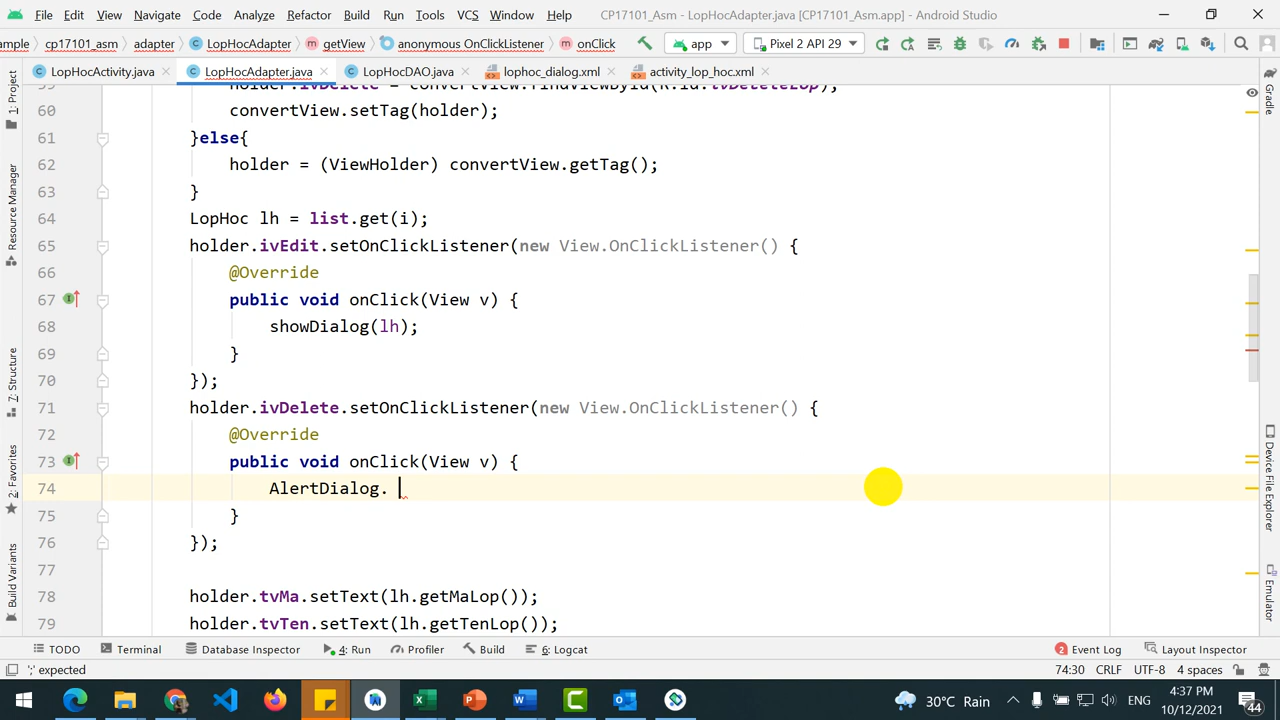 File Edit View Navigate Code Analyze Refactor Build Run Tools VCS Window Help CP17101_Asm - LopHocAdapter.java [CP17101_Asm.app] - Android Studio
ample cp17101_asm adapter LopHocAdapter getView anonymous OnClickListener onClick app Pixel 2 API 29
LopHocActivity.java LopHocAdapter.java LopHocDAO.java lophoc_dialog.xml activity_lop_hoc.xml
60 convertView.setTag(holder);
61 }else{
62 holder = (ViewHolder) convertView.getTag();
63 }
64 LopHoc lh = list.get(i);
65 holder.ivEdit.setOnClickListener(new View.OnClickListener() {
66 @Override
67 public void onClick(View v) {
68 showDialog(lh);
69 }
70 });
71 holder.ivDelete.setOnClickListener(new View.OnClickListener() {
72 @Override
73 public void onClick(View v) {
74 AlertDialog.
75 }
76 });
77
78 holder.tvMa.setText(lh.getMaLop());
79 holder.tvTen.setText(lh.getTenLop());
1: Project
Resource Manager
7: Structure
2: Favorites
Build Variants
Gradle
Device File Explorer
Emulator
TODO Terminal Database Inspector 4: Run Profiler Build 6: Logcat 2 Event Log Layout Inspector
';' expected 74:30 CRLF UTF-8 4 spaces
30°C Rain ENG 4:37 PM
10/12/2021 44